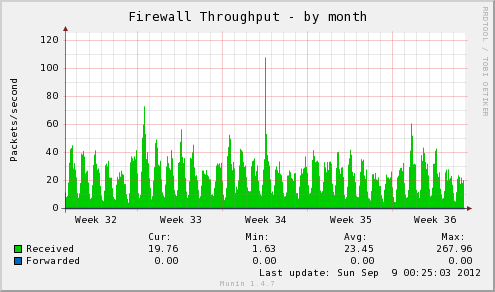 Firewall Throughput - by month
RRDTOOL / TOBI OETIKER
Packets/second
120
100
80
60
40
20
0
Week 32 Week 33 Week 34 Week 35 Week 36
Cur: Min: Avg: Max:
Received 19.76 1.63 23.45 267.96
Forwarded 0.00 0.00 0.00 0.00
Last update: Sun Sep 9 00:25:03 2012
Munin 1.4.7